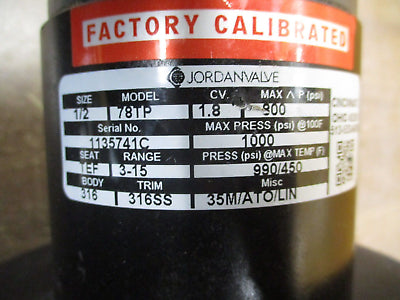 FACTORY CALIBRATED
JORDANVALVE
SIZE MODEL CV. MAX Λ P (psi)
1/2 78TP 1.8 800
Serial No. MAX PRESS (psi) @100F
1135741C 1000
SEAT RANGE PRESS (psi) @MAX TEMP (F)
TEF 3-15 990/450
BODY TRIM Misc
316 316SS 35M/ATO/LIN